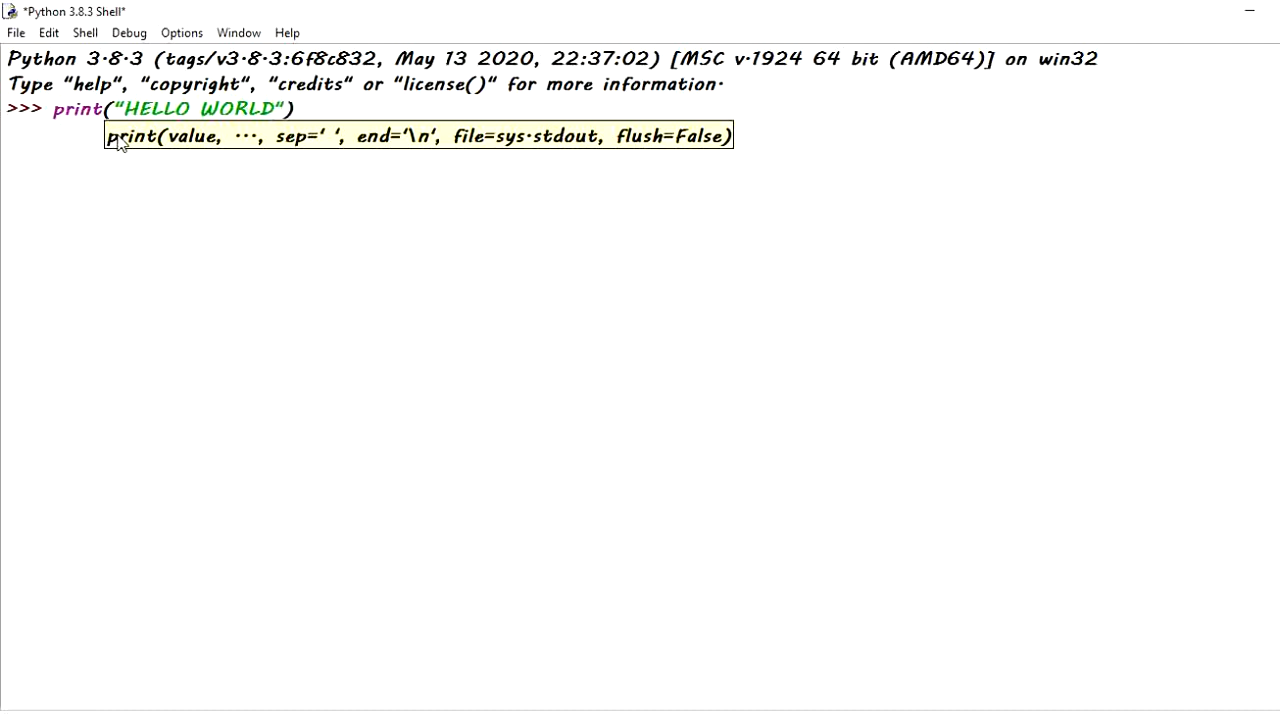 *Python 3.8.3 Shell*
File Edit Shell Debug Options Window Help
Python 3.8.3 (tags/v3.8.3:6f8c832, May 13 2020, 22:37:02) [MSC v.1924 64 bit (AMD64)] on win32
Type "help", "copyright", "credits" or "license()" for more information.
>>> print("HELLO WORLD")
print(value, ..., sep=' ', end='\n', file=sys.stdout, flush=False)